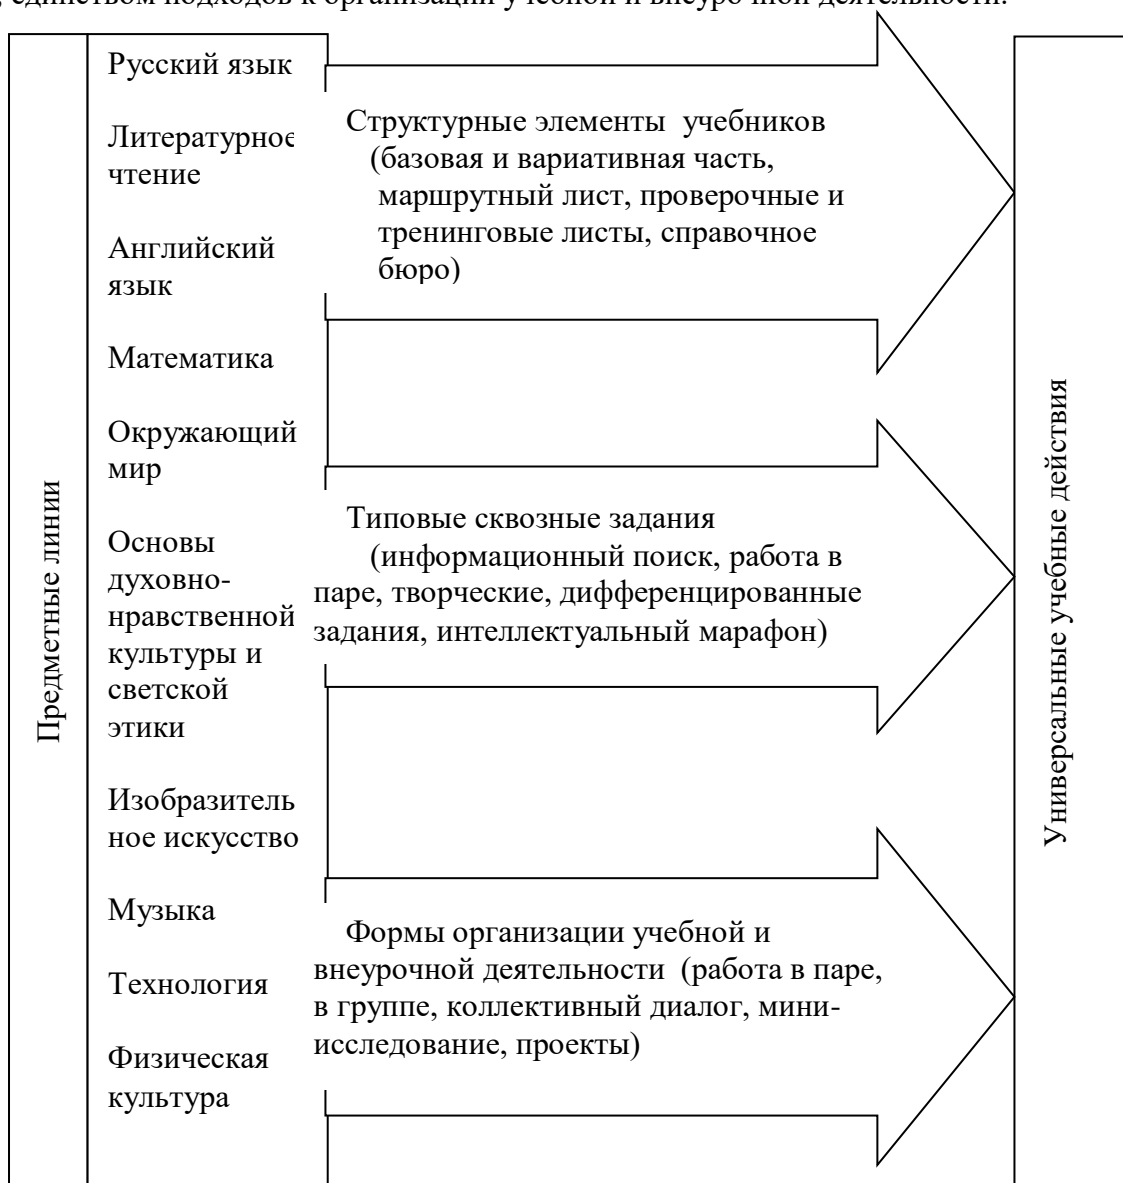 , единством подходов к организации учебной и внеурочной деятельности.
Предметные линии
Русский язык
Литературное
чтение
Английский
язык
Математика
Окружающий
мир
Основы
духовно-
нравственной
культуры и
светской
этики
Изобразитель
ное искусство
Музыка
Технология
Физическая
культура
Структурные элементы учебников
(базовая и вариативная часть,
маршрутный лист, проверочные и
тренинговые листы, справочное
бюро)
Типовые сквозные задания
(информационный поиск, работа в
паре, творческие, дифференцированные
задания, интеллектуальный марафон)
Формы организации учебной и
внеурочной деятельности (работа в паре,
в группе, коллективный диалог, мини-
исследование, проекты)
Универсальные учебные действия